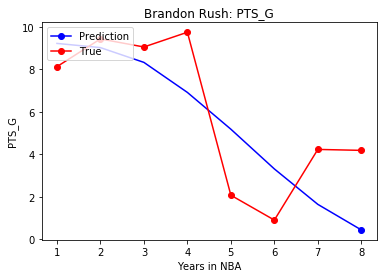 Brandon Rush: PTS_G
Prediction
True
10
8
6
4
2
0
PTS_G
1 2 3 4 5 6 7 8
Years in NBA